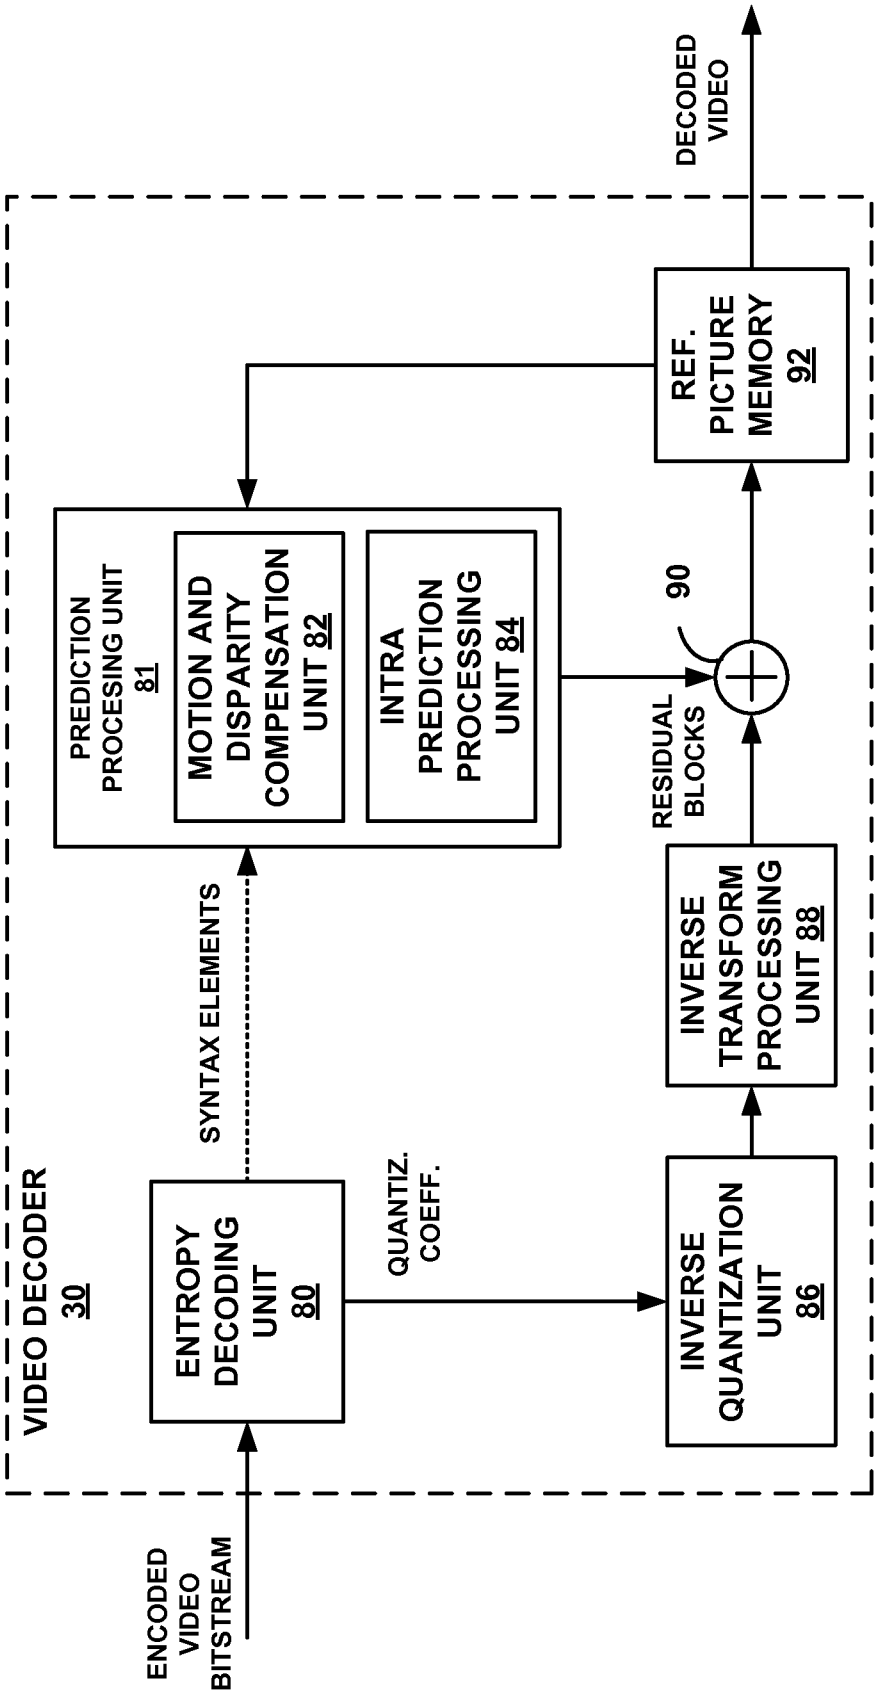 VIDEO DECODER
30
ENCODED
VIDEO
BITSTREAM
ENTROPY
DECODING
UNIT
80
SYNTAX ELEMENTS
QUANTIZ.
COEFF.
PREDICTION
PROCESING UNIT
81
MOTION AND
DISPARITY
COMPENSATION
UNIT 82
INTRA
PREDICTION
PROCESSING
UNIT 84
INVERSE
QUANTIZATION
UNIT
86
INVERSE
TRANSFORM
PROCESSING
UNIT 88
RESIDUAL
BLOCKS
90
REF.
PICTURE
MEMORY
92
DECODED
VIDEO